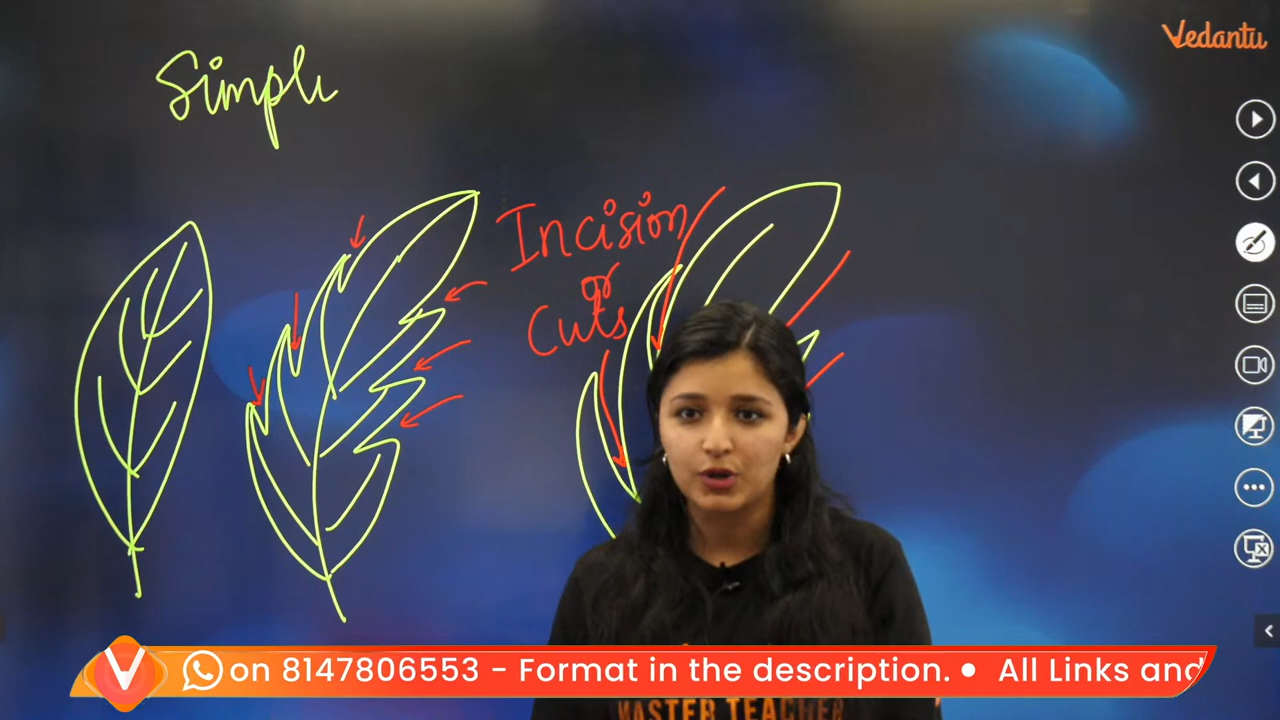 Vedantu
Simple
Incision
or
Cuts
on 8147806553 - Format in the description. • All Links and
MASTER TEACHER